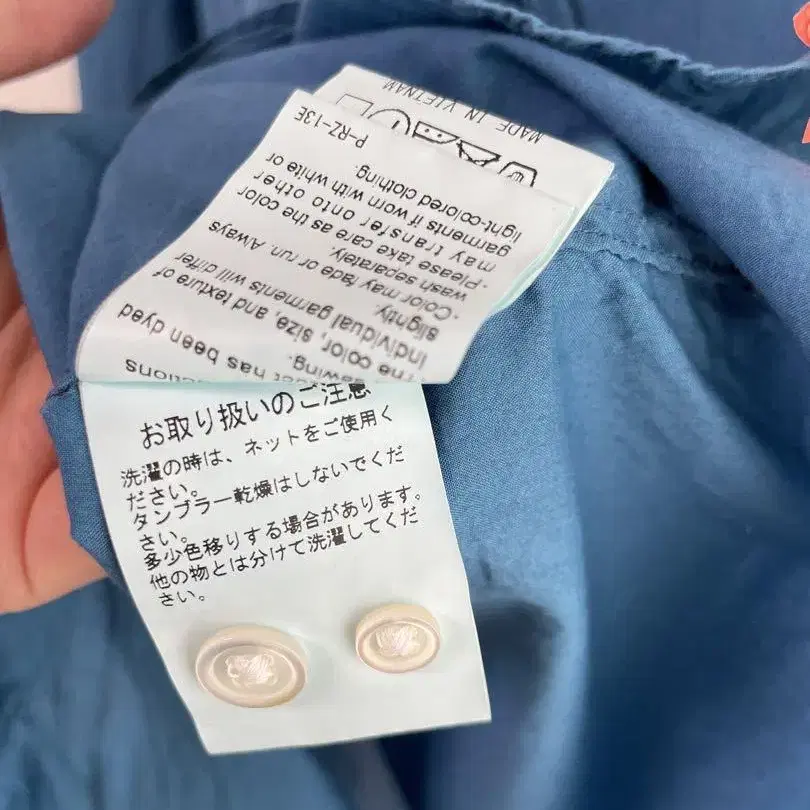 MADE IN VIETNAM
P-RZ-13E
ctions
uct has been dyed
awing.
The color, size, and texture of
individual garments will differ
slightly.
.Color may fade or run. Always
wash separately.
.Please take care as the color
may transfer onto other
garments if worn with white or
light-colored clothing.
お取り扱いのご注意
洗濯の時は、ネットをご使用く
ださい。
タンブラー乾燥はしないでくだ
さい。
多少色移りする場合があります。
他の物とは分けて洗濯してくだ
さい。